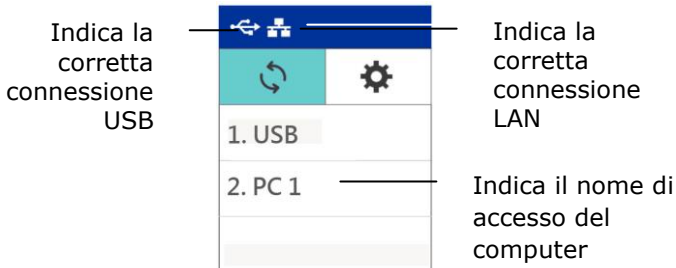 Indica la
corretta
connessione
USB
Indica la
corretta
connessione
LAN
1. USB
2. PC 1
Indica il nome di
accesso del
computer